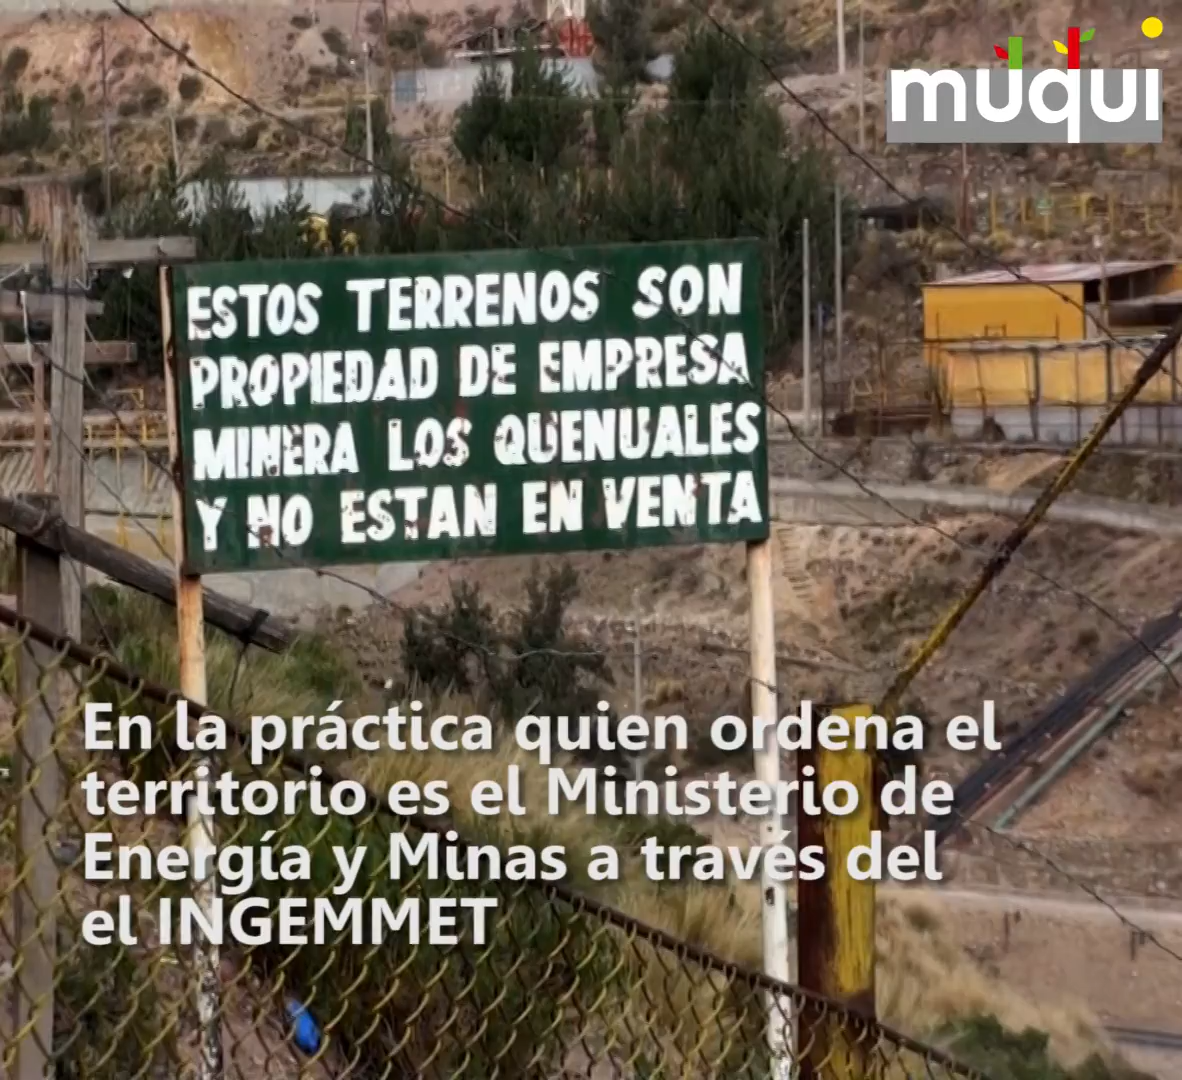 muqui
ESTOS TERRENOS SON
PROPIEDAD DE EMPRESA
MINERA LOS QUENUALES
Y NO ESTAN EN VENTA
En la práctica quien ordena el
territorio es el Ministerio de
Energía y Minas a través del
el INGEMMET